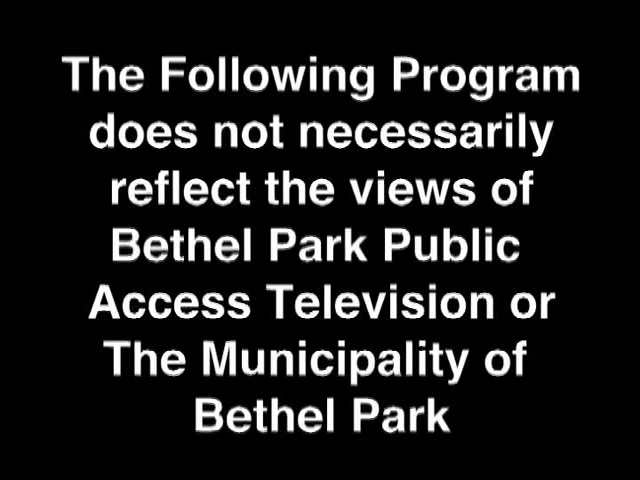 The Following Program
does not necessarily
reflect the views of
Bethel Park Public
Access Television or
The Municipality of
Bethel Park